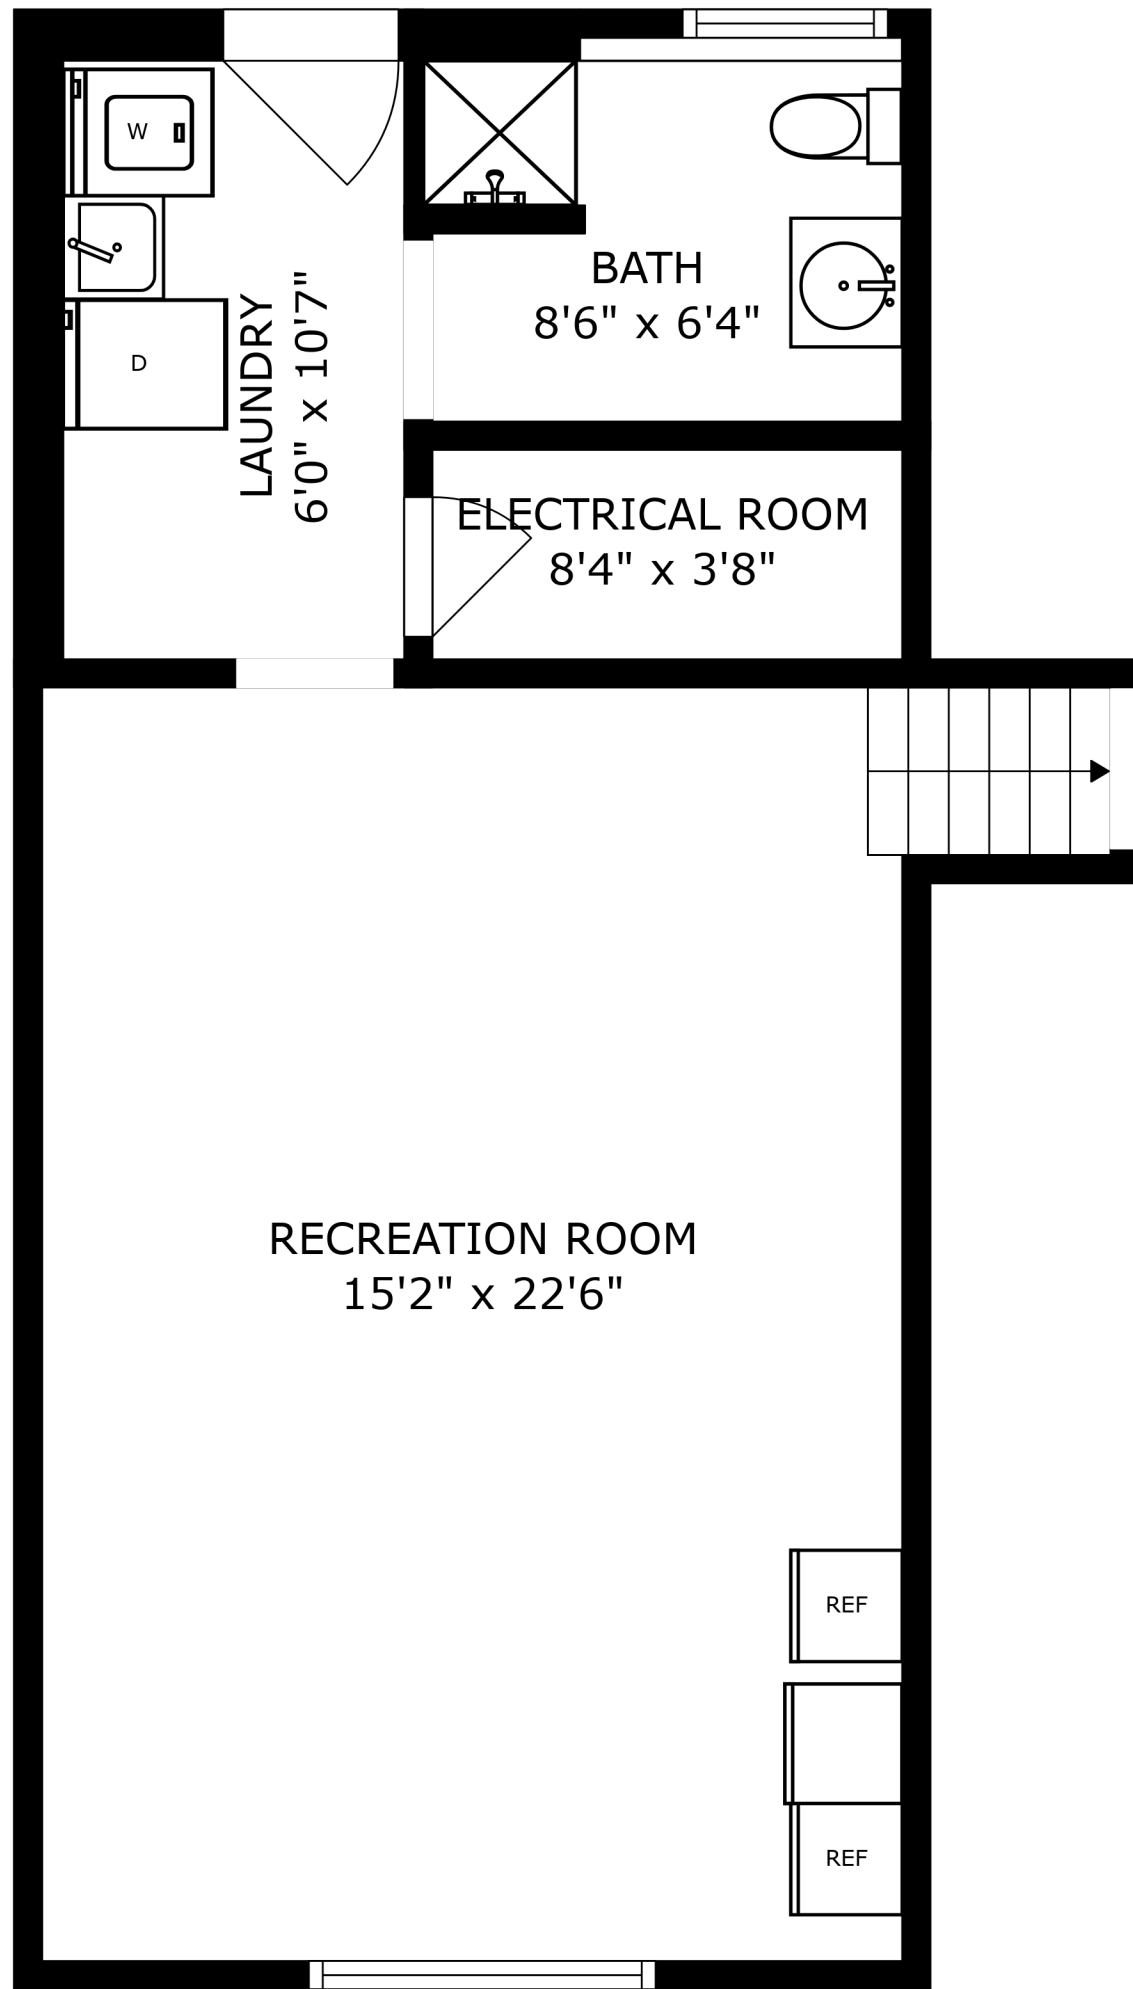 W
D
LAUNDRY
6'0" x 10'7"
BATH
8'6" x 6'4"
ELECTRICAL ROOM
8'4" x 3'8"
RECREATION ROOM
15'2" x 22'6"
REF
REF